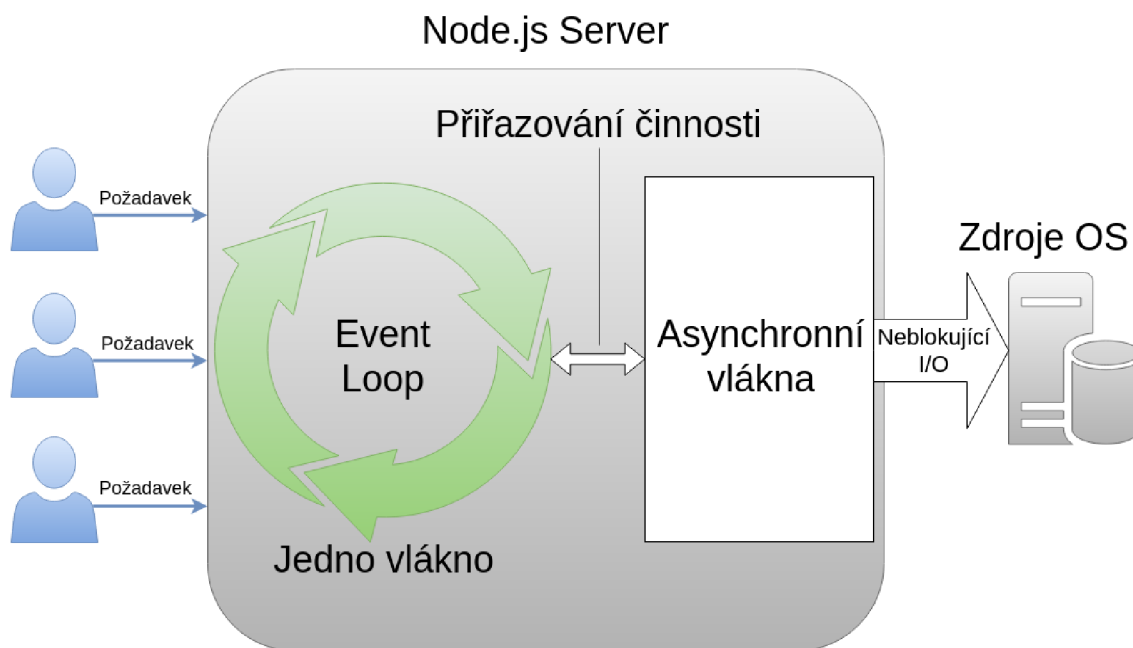 Node.js Server
Přiřazování činnosti
Požadavek
Požadavek
Požadavek
Event
Loop
Jedno vlákno
Asynchronní
vlákna
Neblokující
I/O
Zdroje OS